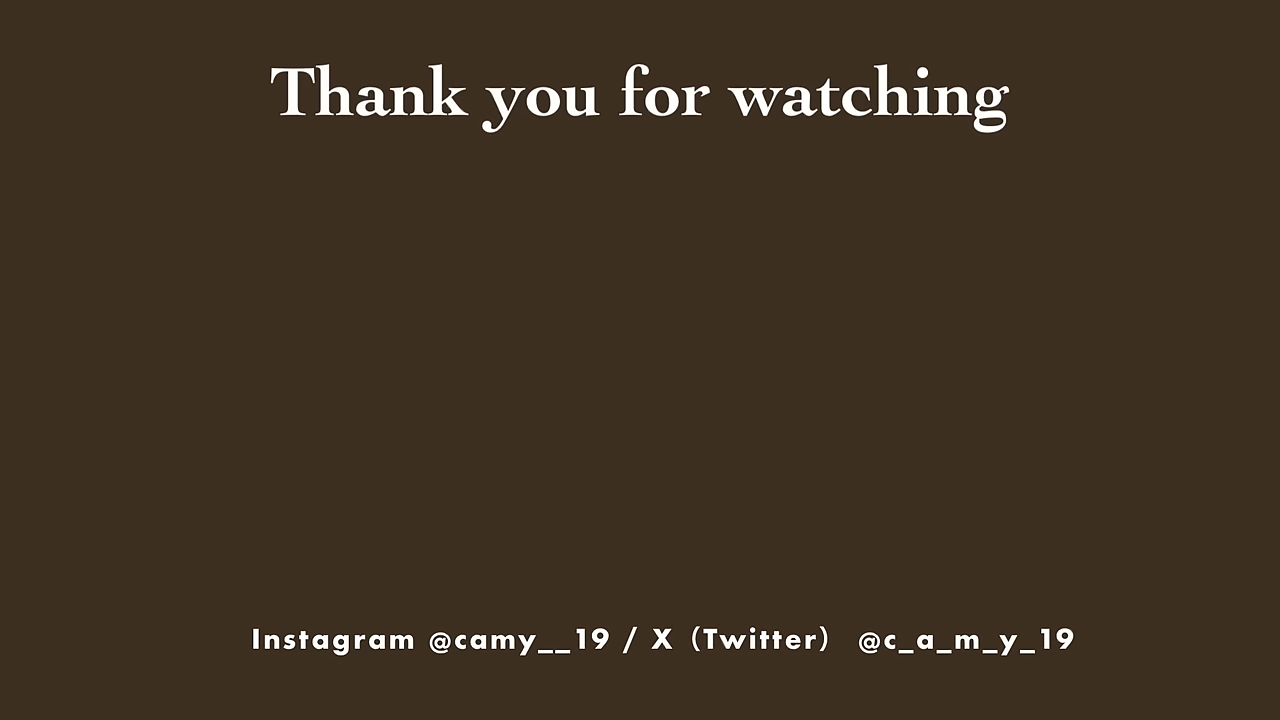 Thank you for watching
Instagram @camy__19 / X（Twitter） @c_a_m_y_19